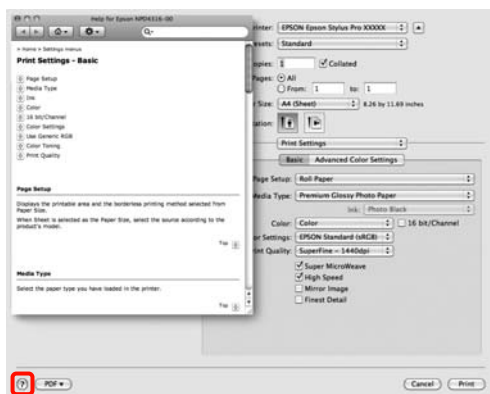 Help for Epson NPD4316-00
> Home > Settings menus
Print Settings - Basic
Page Setup
Media Type
Ink
Color
16 bit/Channel
Color Settings
Use Generic RGB
Color Toning
Print Quality
Page Setup
Displays the printable area and the borderless printing method selected from
Paper Size.
When Sheet is selected as the Paper Size, select the source according to the
product's model.
Top
Media Type
Select the paper type you have loaded in the printer.
Top
EPSON Epson Stylus Pro XXXXX
Standard
1 Collated
Pages: All
From: 1 to: 1
Size: A4 (Sheet) 8.26 by 11.69 inches
Print Settings
Basic Advanced Color Settings
Page Setup: Roll Paper
Media Type: Premium Glossy Photo Paper
Ink: Photo Black
Color: Color 16 bit/Channel
Settings: EPSON Standard (sRGB)
Quality: SuperFine - 1440dpi
Super MicroWeave
High Speed
Mirror Image
Finest Detail
? PDF Cancel Print